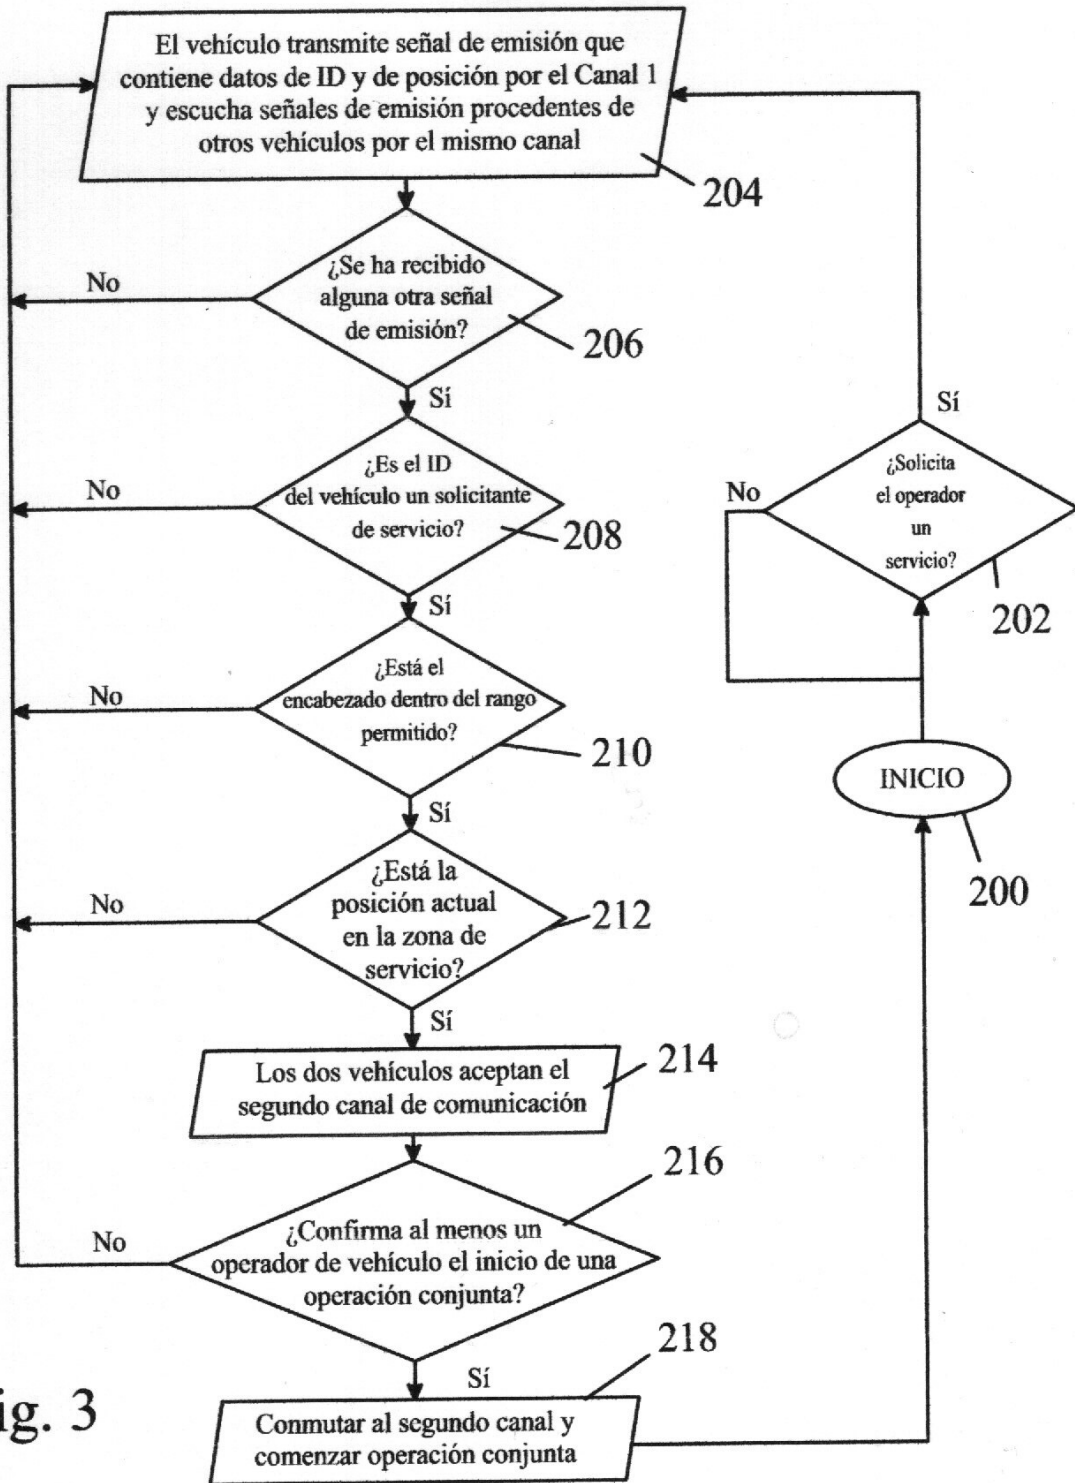 El vehículo transmite señal de emisión que
contiene datos de ID y de posición por el Canal 1
y escucha señales de emisión procedentes de
otros vehículos por el mismo canal
204
¿Se ha recibido
alguna otra señal
de emisión?
206
No
Sí
¿Es el ID
del vehículo un solicitante
de servicio?
208
No
Sí
¿Está el
encabezado dentro del rango
permitido?
210
No
Sí
¿Está la
posición actual
en la zona de
servicio?
212
No
Sí
Los dos vehículos aceptan el
segundo canal de comunicación
214
¿Confirma al menos un
operador de vehículo el inicio de una
operación conjunta?
216
No
Sí
Conmutar al segundo canal y
comenzar operación conjunta
218
Sí
¿Solicita
el operador
un
servicio?
No
202
INICIO
200
ig. 3